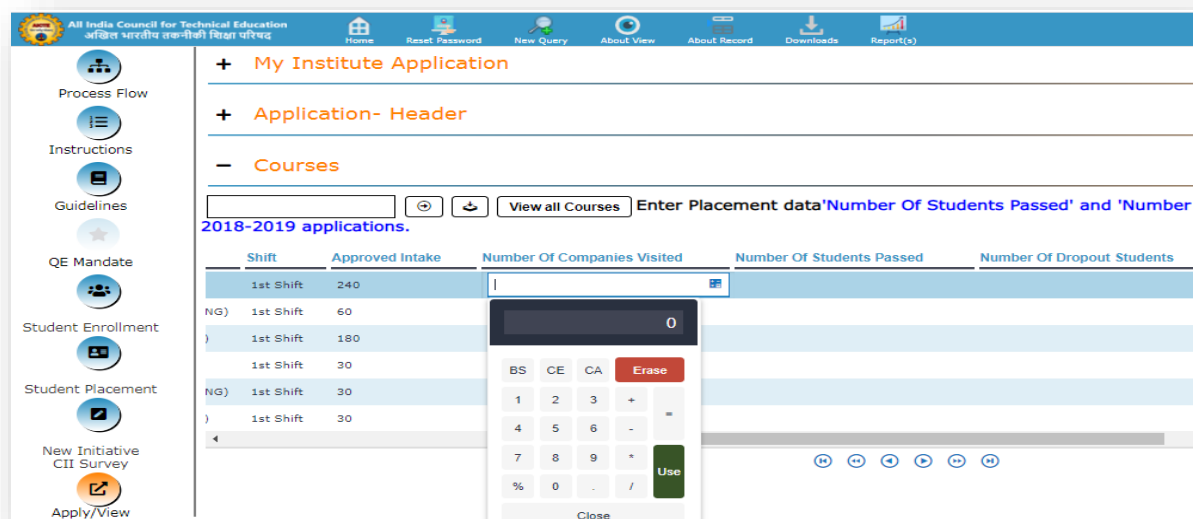 All India Council for Technical Education
अखिल भारतीय तकनीकी शिक्षा परिषद
Home Reset Password New Query About View About Record Downloads Report(s)
Process Flow
Instructions
Guidelines
QE Mandate
Student Enrollment
Student Placement
New Initiative
CII Survey
Apply/View
+ My Institute Application
+ Application- Header
− Courses
View all Courses Enter Placement data'Number Of Students Passed' and 'Number
2018-2019 applications.
Shift Approved Intake Number Of Companies Visited Number Of Students Passed Number Of Dropout Students
1st Shift 240
NG) 1st Shift 60
) 1st Shift 180
1st Shift 30
NG) 1st Shift 30
) 1st Shift 30
0
BS CE CA Erase
1 2 3 + =
4 5 6 -
7 8 9 * Use
% 0 . /
Close